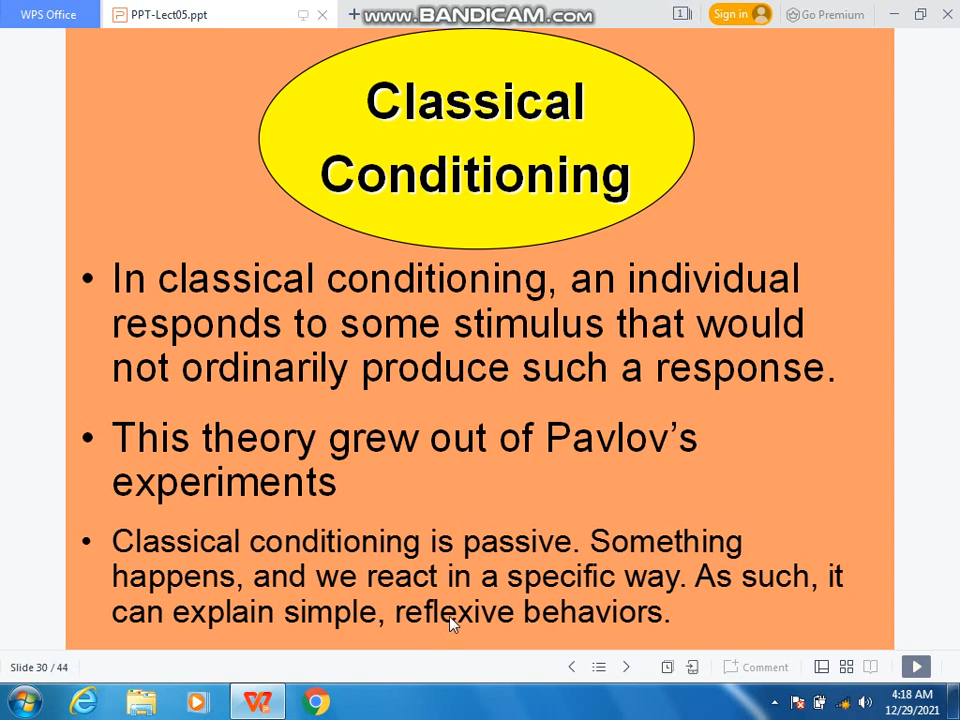 WPS Office
PPT-Lect05.ppt
www.BANDICAM.com
1
Sign in
Go Premium
Classical
Conditioning
• In classical conditioning, an individual
responds to some stimulus that would
not ordinarily produce such a response.
• This theory grew out of Pavlov's
experiments
• Classical conditioning is passive. Something
happens, and we react in a specific way. As such, it
can explain simple, reflexive behaviors.
Slide 30 / 44
Comment
4:18 AM
12/29/2021